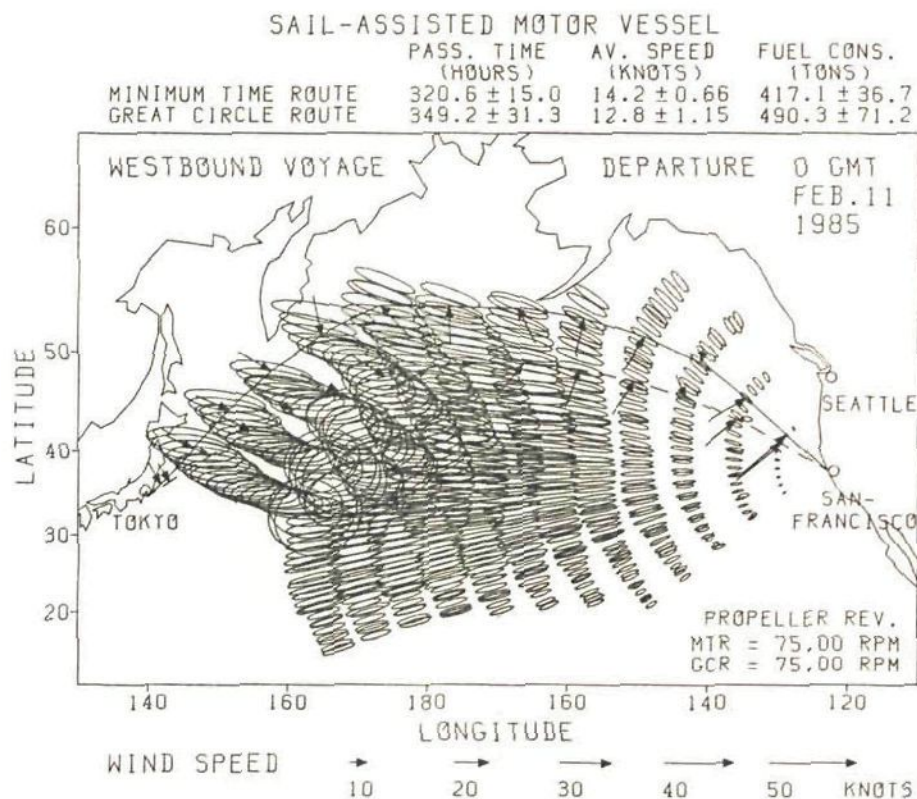 SAIL-ASSISTED MOTOR VESSEL
PASS. TIME AV. SPEED FUEL CONS.
(HOURS) (KNOTS) (TONS)
MINIMUM TIME ROUTE 320.6 ± 15.0 14.2 ± 0.66 417.1 ± 36.7
GREAT CIRCLE ROUTE 349.2 ± 31.3 12.8 ± 1.15 490.3 ± 71.2
WESTBOUND VOYAGE DEPARTURE 0 GMT
FEB.11
1985
60
50
LATITUDE
SEATTLE
40
TOKYO
SAN-
FRANCISCO
30
20
PROPELLER REV.
MTR = 75.00 RPM
GCR = 75.00 RPM
140 160 180 160 140 120
LONGITUDE
WIND SPEED
10 20 30 40 50 KNOTS